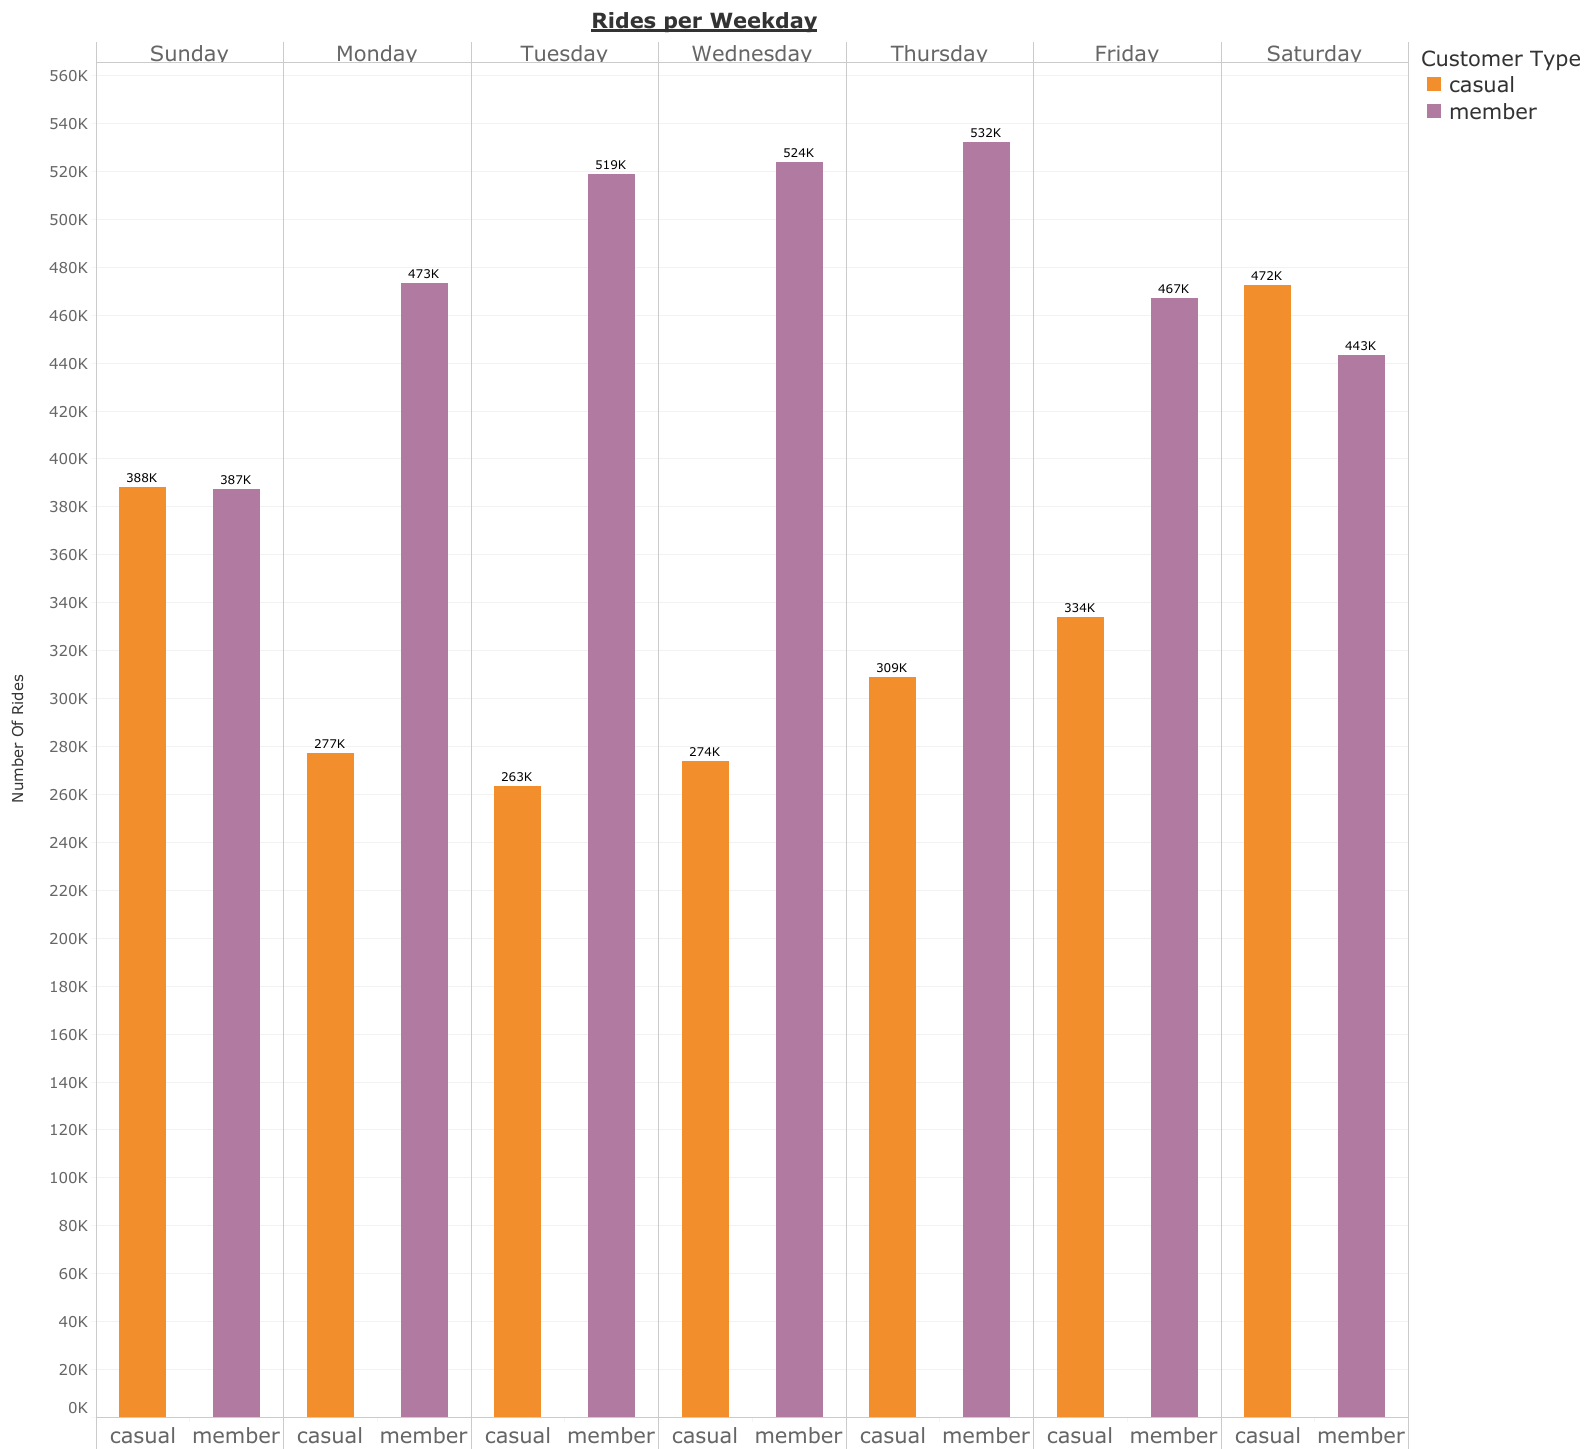 Rides per Weekday
Sunday Monday Tuesday Wednesday Thursday Friday Saturday
Customer Type
casual
member
560K
540K
520K
500K
480K
460K
440K
420K
400K
380K
360K
340K
320K
300K
280K
260K
240K
220K
200K
180K
160K
140K
120K
100K
80K
60K
40K
20K
0K
Number Of Rides
388K 387K
277K 473K
263K 519K
274K 524K
309K 532K
334K 467K
472K 443K
casual member casual member casual member casual member casual member casual member casual member